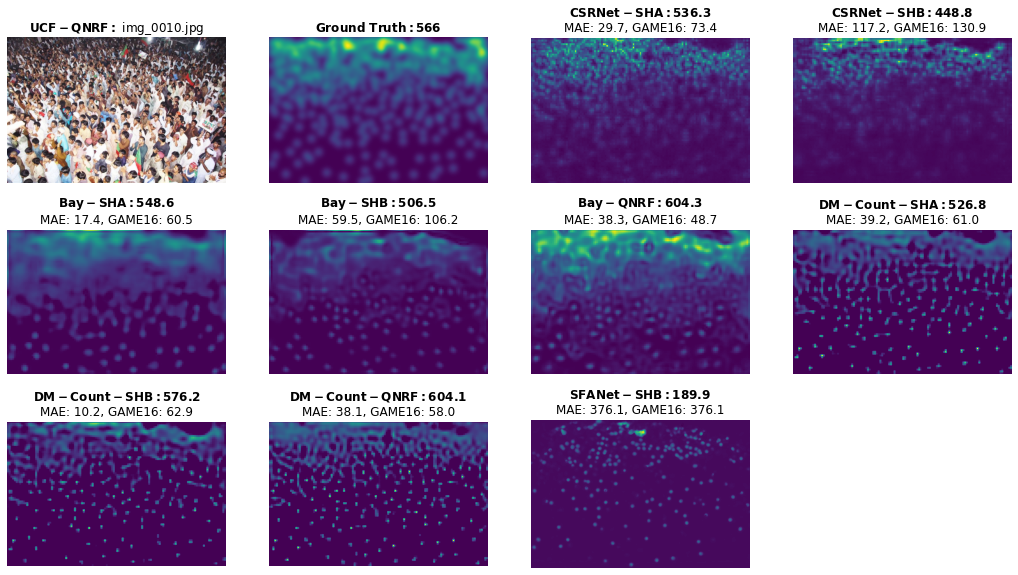 UCF − QNRF : img_0010.jpg
Ground Truth : 566
CSRNet − SHA : 536.3
MAE: 29.7, GAME16: 73.4
CSRNet − SHB : 448.8
MAE: 117.2, GAME16: 130.9
Bay − SHA : 548.6
MAE: 17.4, GAME16: 60.5
Bay − SHB : 506.5
MAE: 59.5, GAME16: 106.2
Bay − QNRF : 604.3
MAE: 38.3, GAME16: 48.7
DM − Count − SHA : 526.8
MAE: 39.2, GAME16: 61.0
DM − Count − SHB : 576.2
MAE: 10.2, GAME16: 62.9
DM − Count − QNRF : 604.1
MAE: 38.1, GAME16: 58.0
SFANet − SHB : 189.9
MAE: 376.1, GAME16: 376.1